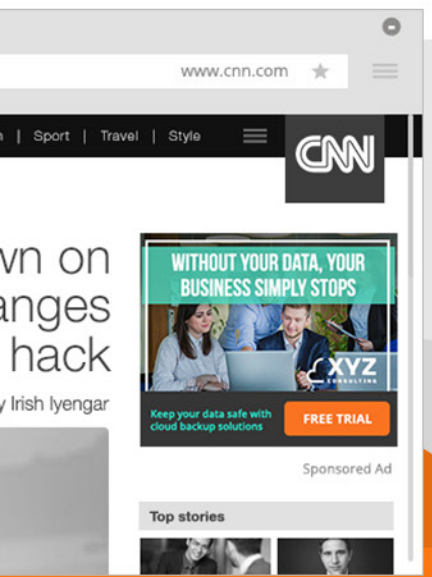 www.cnn.com
| Sport | Travel | Style
CNN
wn on
anges
hack
y Irish Iyengar
WITHOUT YOUR DATA, YOUR
BUSINESS SIMPLY STOPS
XYZ
CONSULTING
Keep your data safe with
cloud backup solutions
FREE TRIAL
Sponsored Ad
Top stories